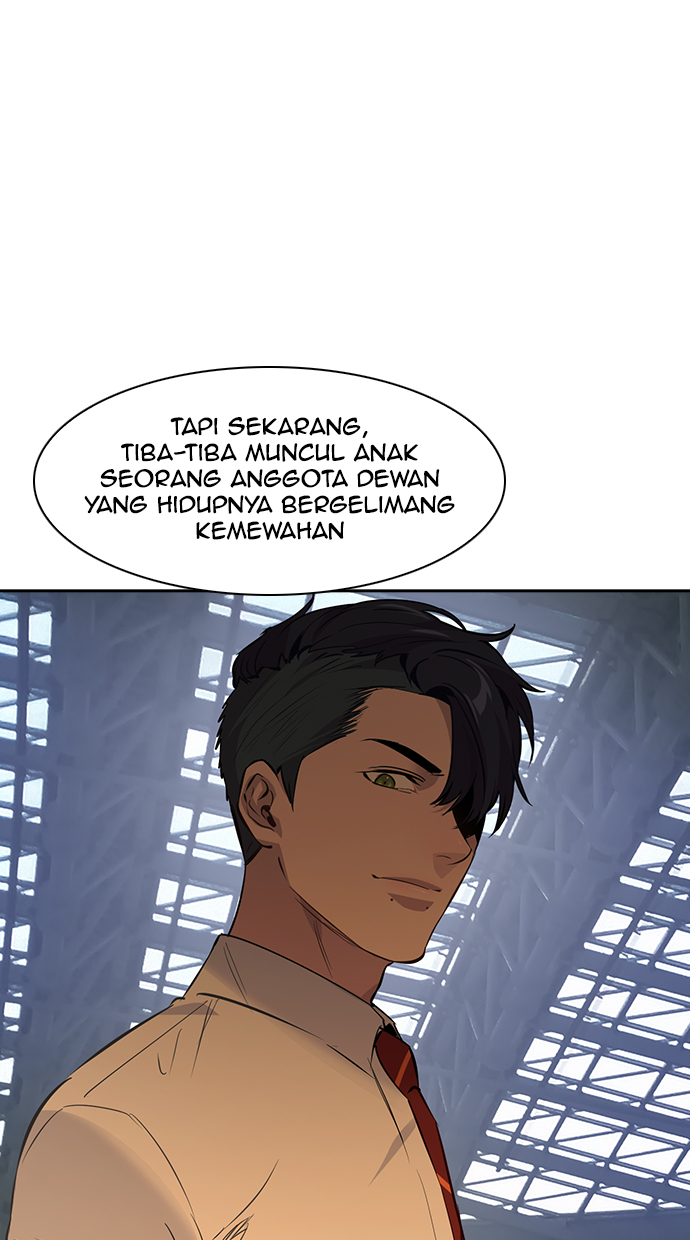 TAPI SEKARANG,
TIBA-TIBA MUNCUL ANAK
SEORANG ANGGOTA DEWAN
YANG HIDUPNYA BERGELIMANG
KEMEWAHAN